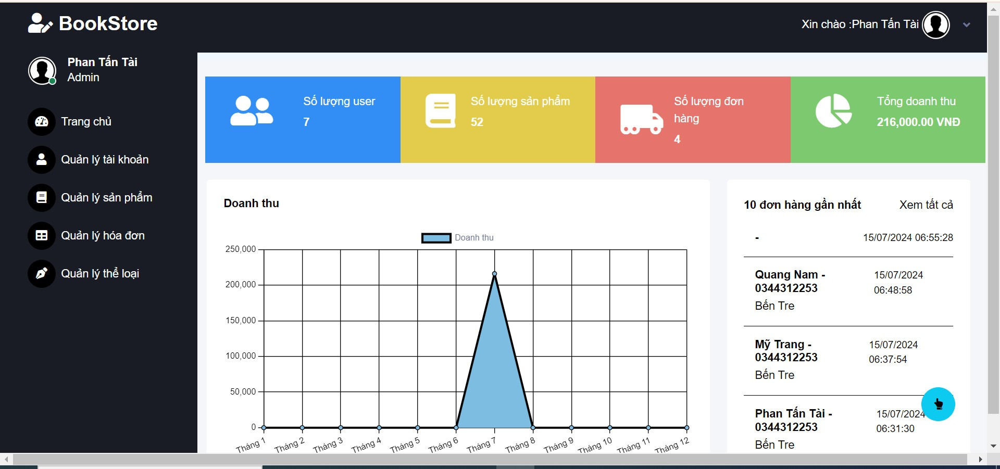 BookStore
Xin chào :Phan Tấn Tài
Phan Tấn Tài
Admin
Trang chủ
Quản lý tài khoản
Quản lý sản phẩm
Quản lý hóa đơn
Quản lý thể loại
Số lượng user
7
Số lượng sản phẩm
52
Số lượng đơn
hàng
4
Tổng doanh thu
216,000.00 VNĐ
Doanh thu
Doanh thu
250,000
200,000
150,000
100,000
50,000
0
Tháng 1
Tháng 2
Tháng 3
Tháng 4
Tháng 5
Tháng 6
Tháng 7
Tháng 8
Tháng 9
Tháng 10
Tháng 11
Tháng 12
10 đơn hàng gần nhất
Xem tất cả
-
15/07/2024 06:55:28
Quang Nam -
0344312253
Bến Tre
15/07/2024
06:48:58
Mỹ Trang -
0344312253
Bến Tre
15/07/2024
06:37:54
Phan Tấn Tài -
0344312253
Bến Tre
15/07/2024
06:31:30